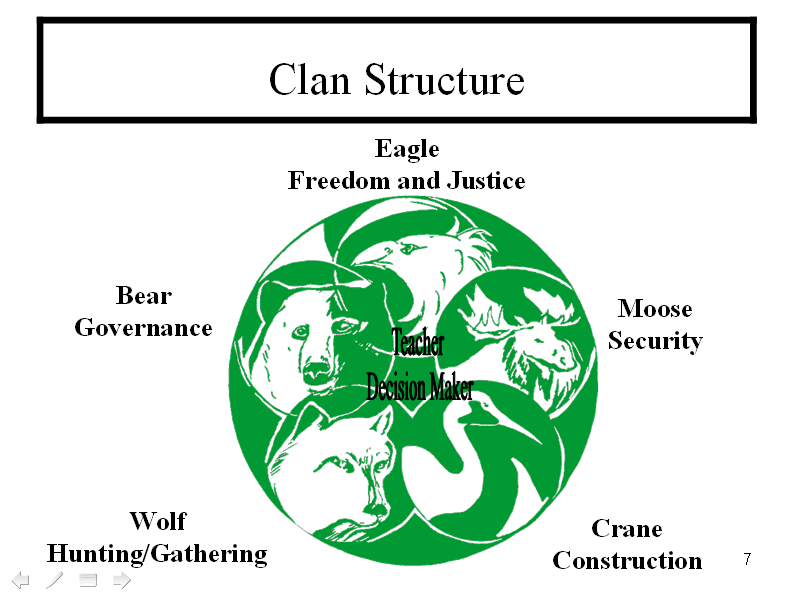 Clan Structure
Eagle
Freedom and Justice
Bear
Governance
Moose
Security
Teacher
Decision Maker
Wolf
Hunting/Gathering
Crane
Construction
7